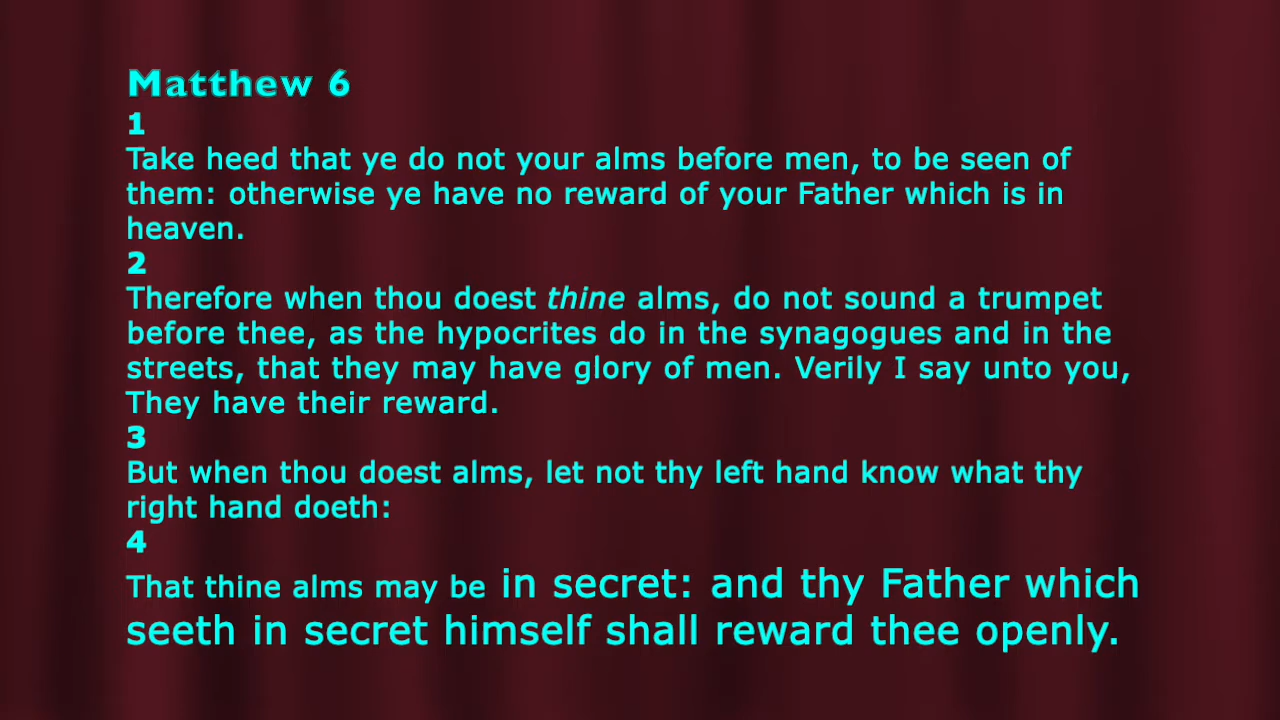 Matthew 6
1
Take heed that ye do not your alms before men, to be seen of
them: otherwise ye have no reward of your Father which is in
heaven.
2
Therefore when thou doest thine alms, do not sound a trumpet
before thee, as the hypocrites do in the synagogues and in the
streets, that they may have glory of men. Verily I say unto you,
They have their reward.
3
But when thou doest alms, let not thy left hand know what thy
right hand doeth:
4
That thine alms may be in secret: and thy Father which
seeth in secret himself shall reward thee openly.